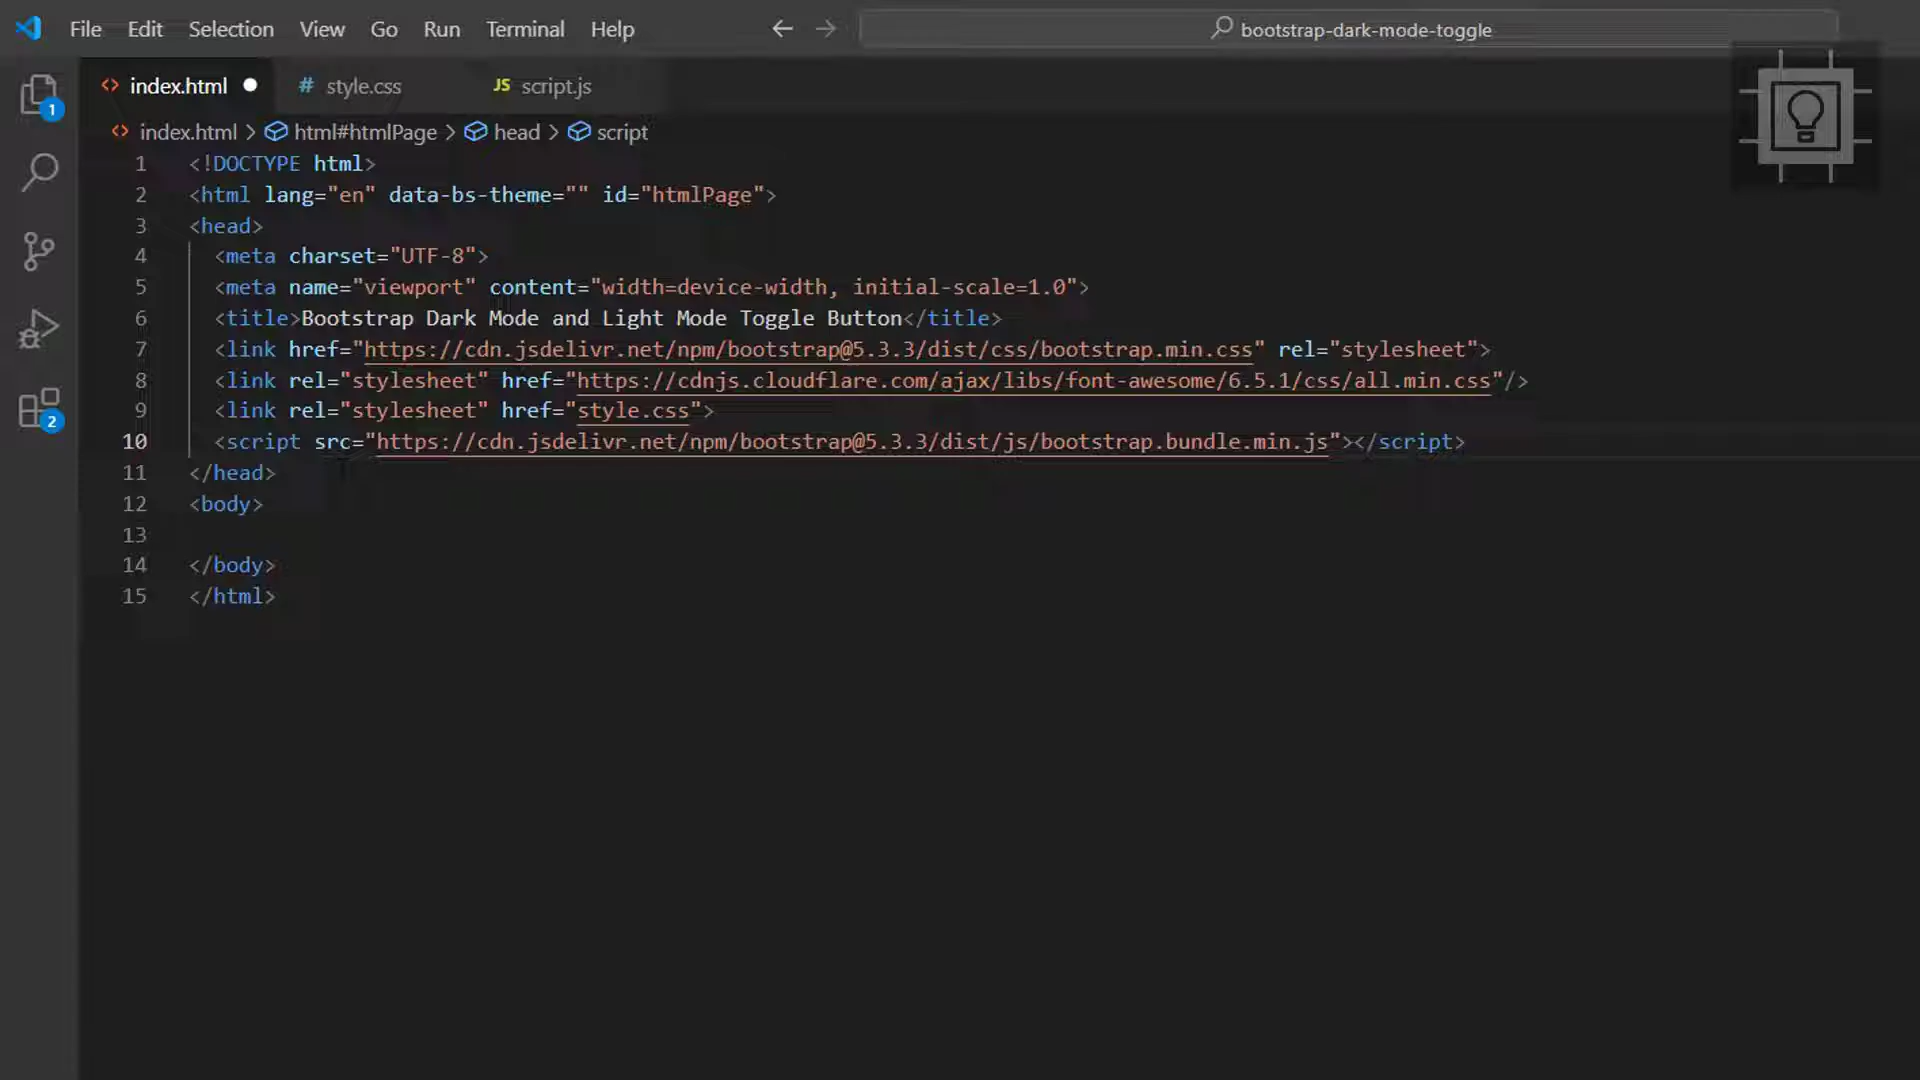 File Edit Selection View Go Run Terminal Help bootstrap-dark-mode-toggle
index.html style.css JS script.js
index.html > html#htmlPage > head > script
1 <!DOCTYPE html>
2 <html lang="en" data-bs-theme="" id="htmlPage">
3 <head>
4 <meta charset="UTF-8">
5 <meta name="viewport" content="width=device-width, initial-scale=1.0">
6 <title>Bootstrap Dark Mode and Light Mode Toggle Button</title>
7 <link href="https://cdn.jsdelivr.net/npm/bootstrap@5.3.3/dist/css/bootstrap.min.css" rel="stylesheet">
8 <link rel="stylesheet" href="https://cdnjs.cloudflare.com/ajax/libs/font-awesome/6.5.1/css/all.min.css"/>
9 <link rel="stylesheet" href="style.css">
10 <script src="https://cdn.jsdelivr.net/npm/bootstrap@5.3.3/dist/js/bootstrap.bundle.min.js"></script>
11 </head>
12 <body>
13
14 </body>
15 </html>
1
2